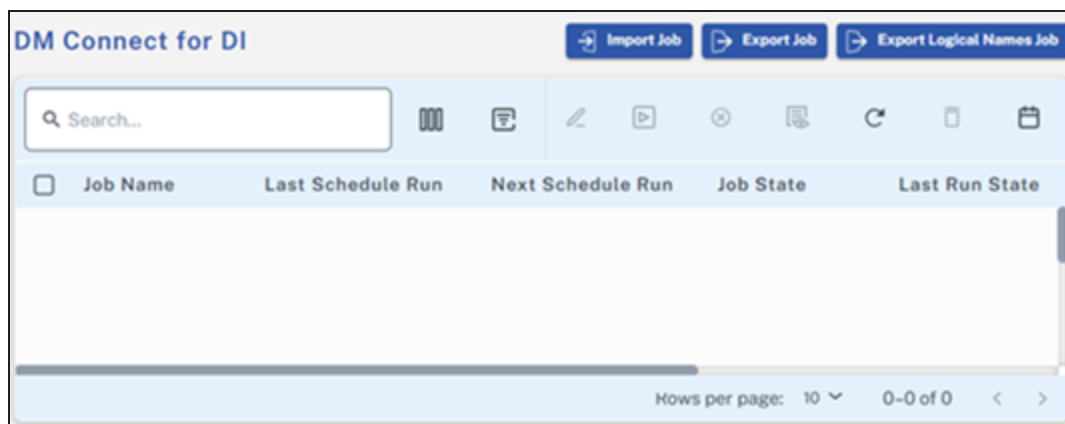 DM Connect for DI
Import Job
Export Job
Export Logical Names Job
Search...
Job Name Last Schedule Run Next Schedule Run Job State Last Run State
Rows per page: 10 0-0 of 0